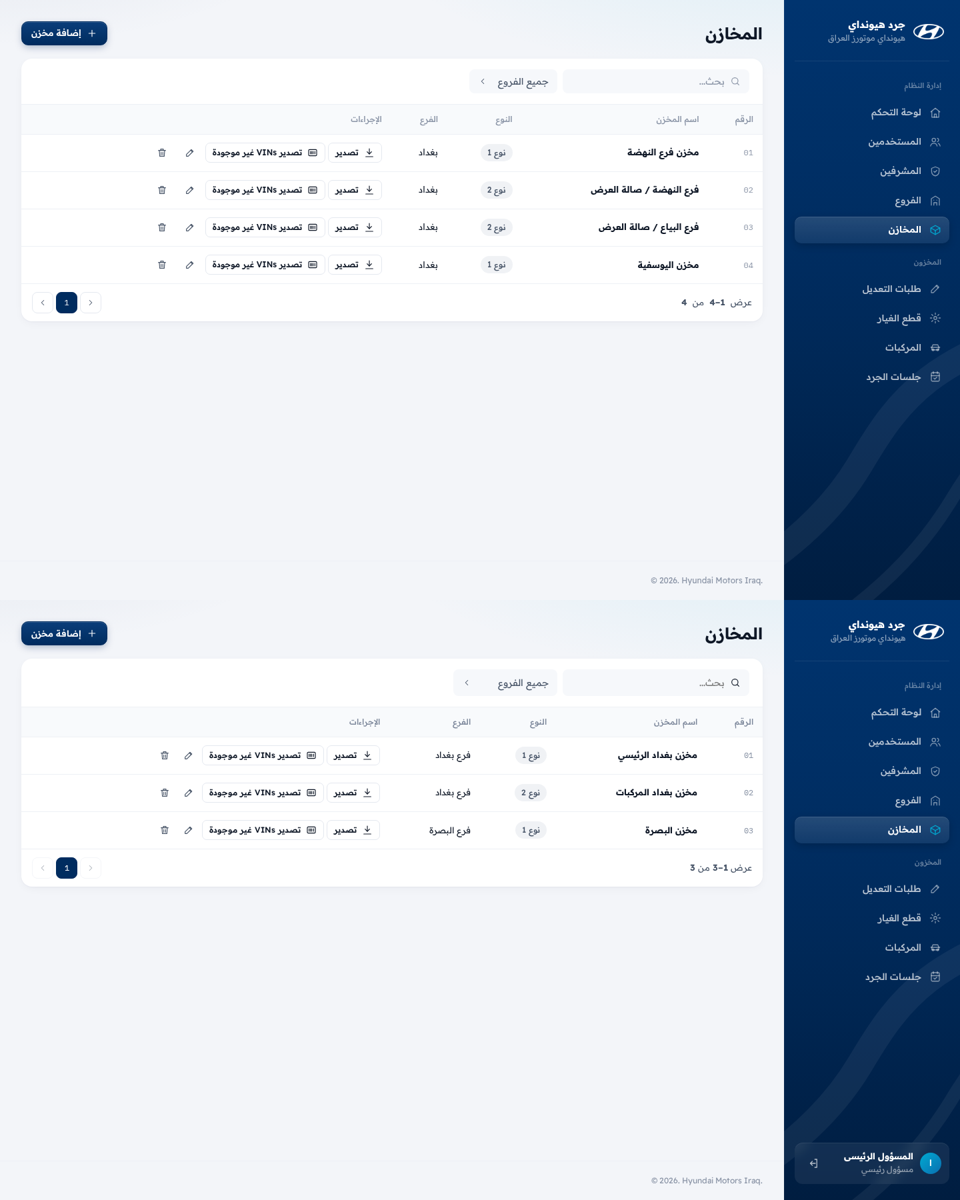 جرد هيونداي
هيونداي موتورز العراق
إدارة النظام
لوحة التحكم
المستخدمين
المشرفين
الفروع
المخازن
المخزون
طلبات التعديل
قطع الغيار
المركبات
جلسات الجرد
المخازن
إضافة مخزن
بحث...
جميع الفروع
الرقم اسم المخزن النوع الفرع الإجراءات
01 مخزن فرع النهضة نوع 1 بغداد تصدير تصدير VINs غير موجودة
02 فرع النهضة / صالة العرض نوع 2 بغداد تصدير تصدير VINs غير موجودة
03 فرع البياع / صالة العرض نوع 2 بغداد تصدير تصدير VINs غير موجودة
04 مخزن اليوسفية نوع 1 بغداد تصدير تصدير VINs غير موجودة
عرض 1–4 من 4
1
© 2026. Hyundai Motors Iraq.
جرد هيونداي
هيونداي موتورز العراق
إدارة النظام
لوحة التحكم
المستخدمين
المشرفين
الفروع
المخازن
المخزون
طلبات التعديل
قطع الغيار
المركبات
جلسات الجرد
ا
المسؤول الرئيسي
مسؤول رئيسي
المخازن
إضافة مخزن
بحث...
جميع الفروع
الرقم اسم المخزن النوع الفرع الإجراءات
01 مخزن بغداد الرئيسي نوع 1 فرع بغداد تصدير تصدير VINs غير موجودة
02 مخزن بغداد المركبات نوع 2 فرع بغداد تصدير تصدير VINs غير موجودة
03 مخزن البصرة نوع 1 فرع البصرة تصدير تصدير VINs غير موجودة
عرض 1–3 من 3
1
© 2026. Hyundai Motors Iraq.